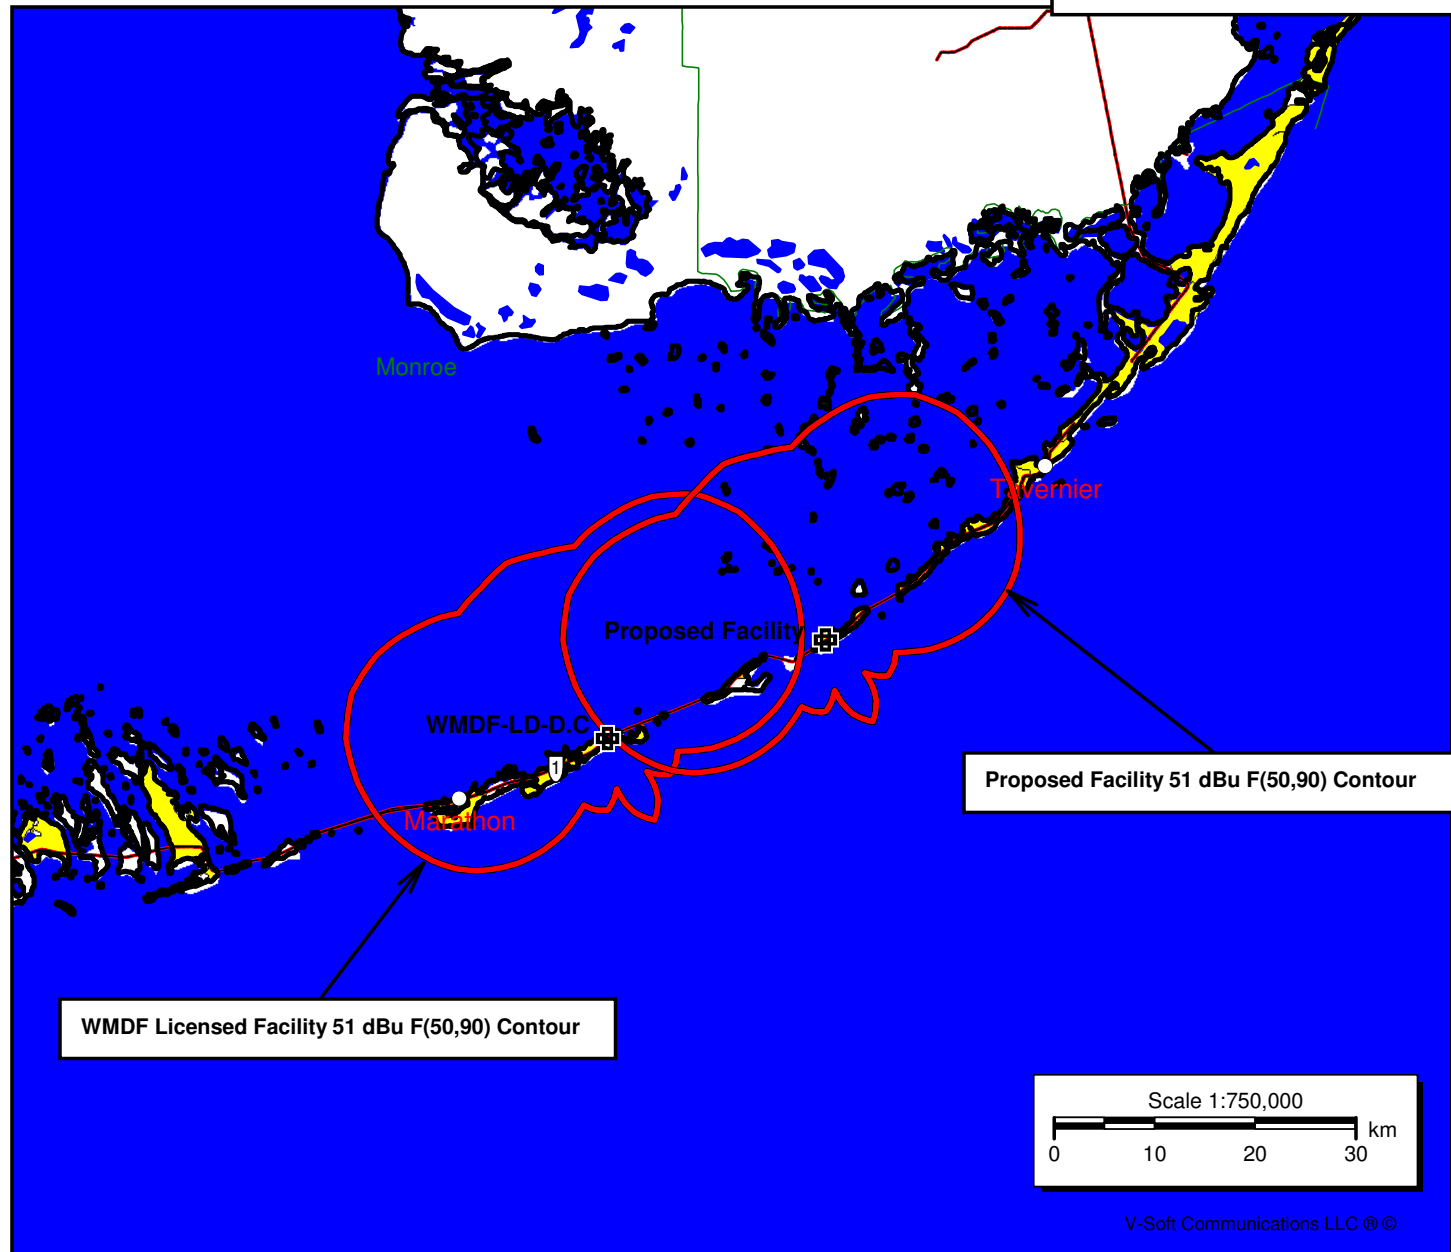 Monroe
Tavernier
Proposed Facility
WMDF-LD-D.C
1
Marathon
Proposed Facility 51 dBu F(50,90) Contour
WMDF Licensed Facility 51 dBu F(50,90) Contour
Scale 1:750,000
km
0 10 20 30
V-Soft Communications LLC ® ©